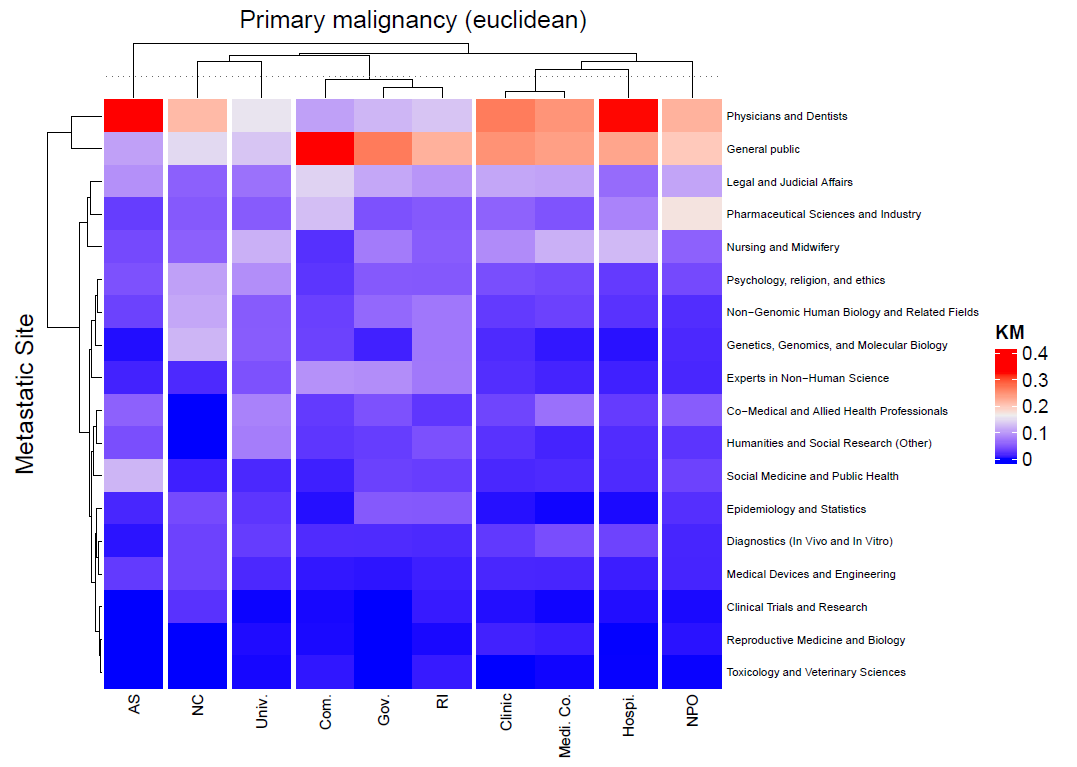 Primary malignancy (euclidean)
Metastatic Site
Physicians and Dentists
General public
Legal and Judicial Affairs
Pharmaceutical Sciences and Industry
Nursing and Midwifery
Psychology, religion, and ethics
Non−Genomic Human Biology and Related Fields
Genetics, Genomics, and Molecular Biology
Experts in Non−Human Science
Co−Medical and Allied Health Professionals
Humanities and Social Research (Other)
Social Medicine and Public Health
Epidemiology and Statistics
Diagnostics (In Vivo and In Vitro)
Medical Devices and Engineering
Clinical Trials and Research
Reproductive Medicine and Biology
Toxicology and Veterinary Sciences
KM
0.4
0.3
0.2
0.1
0
AS
NC
Univ.
Com.
Gov.
RI
Clinic
Medi. Co.
Hospi.
NPO